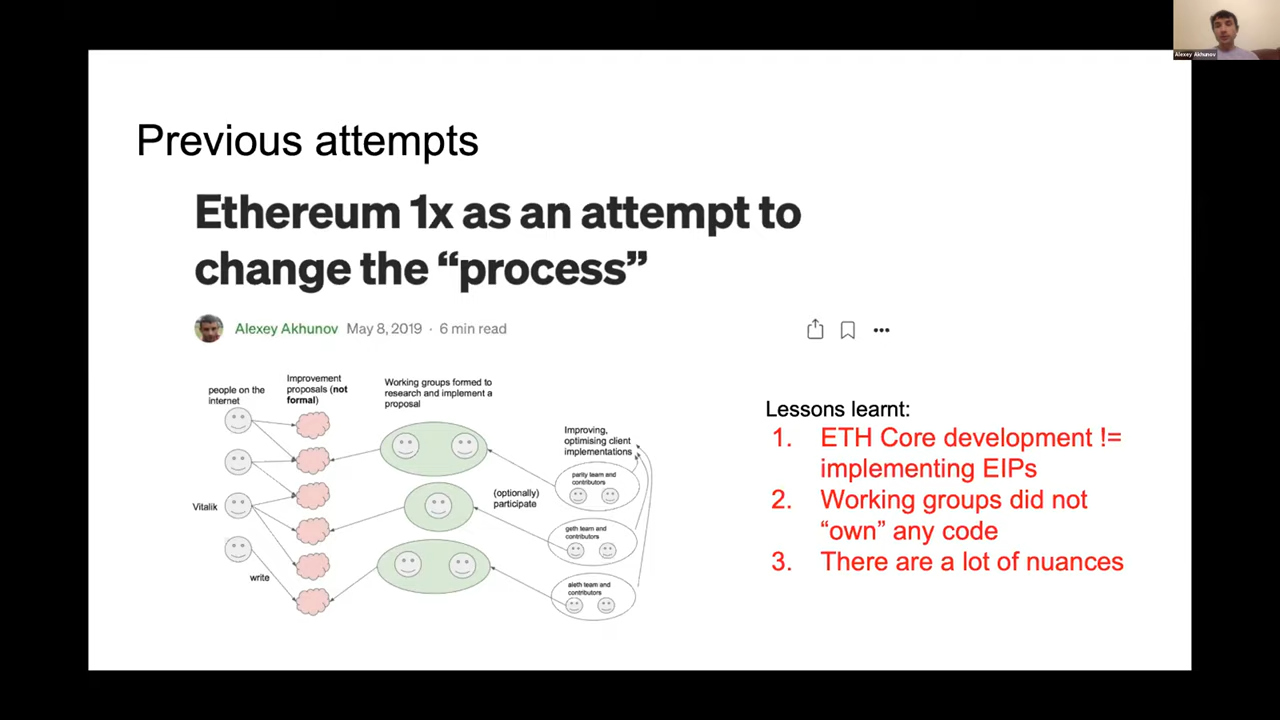 Alexey Akhunov
Previous attempts
Ethereum 1x as an attempt to
change the “process”
Alexey Akhunov May 8, 2019 · 6 min read
people on the
internet
Improvement
proposals (not
formal)
Working groups formed to
research and implement a
proposal
Improving,
optimising client
implementations
parity team and
contributors
(optionally)
participate
Vitalik
geth team and
contributors
write
aleth team and
contributors
Lessons learnt:
1. ETH Core development !=
implementing EIPs
2. Working groups did not
“own” any code
3. There are a lot of nuances